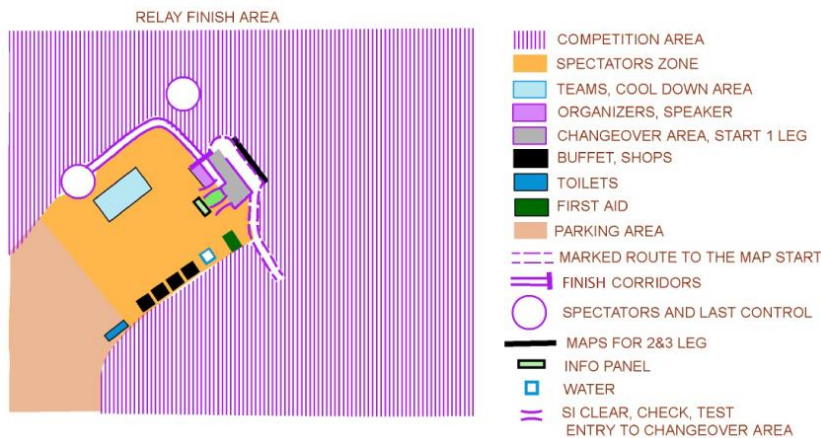 RELAY FINISH AREA
COMPETITION AREA
SPECTATORS ZONE
TEAMS, COOL DOWN AREA
ORGANIZERS, SPEAKER
CHANGEOVER AREA, START 1 LEG
BUFFET, SHOPS
TOILETS
FIRST AID
PARKING AREA
MARKED ROUTE TO THE MAP START
FINISH CORRIDORS
SPECTATORS AND LAST CONTROL
MAPS FOR 2&3 LEG
INFO PANEL
WATER
SI CLEAR, CHECK, TEST
ENTRY TO CHANGEOVER AREA